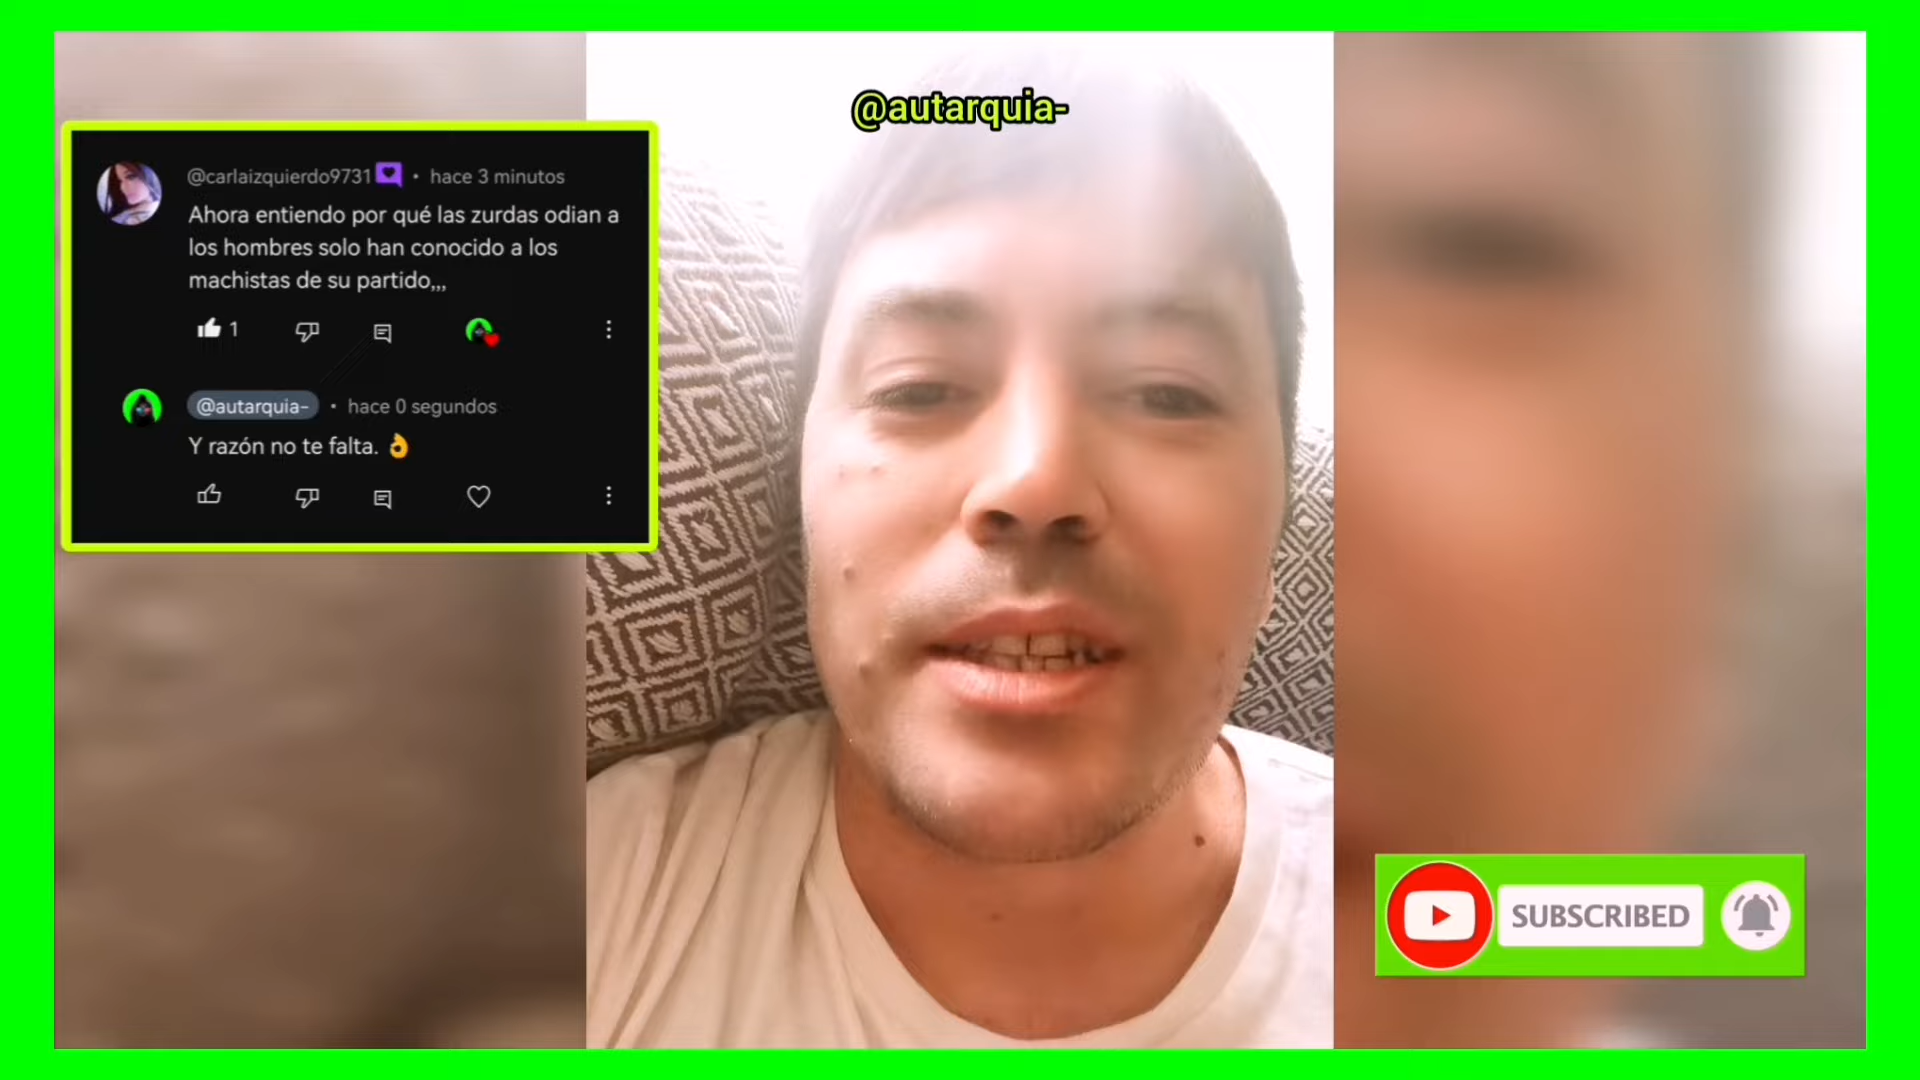 @autarquia-
@carlaizquierdo9731 • hace 3 minutos
Ahora entiendo por qué las zurdas odian a
los hombres solo han conocido a los
machistas de su partido,,,
1
@autarquia- • hace 0 segundos
Y razón no te falta. 👌
SUBSCRIBED